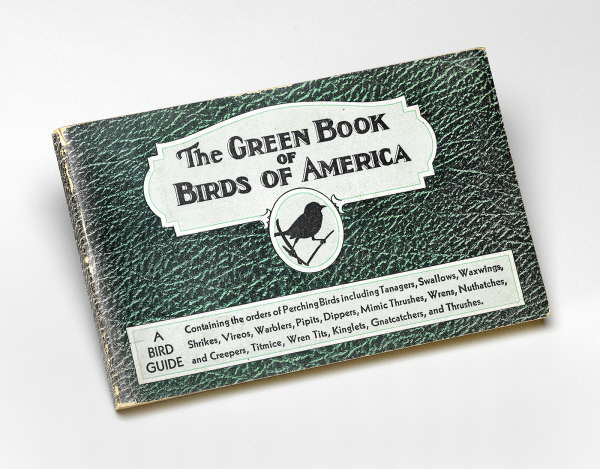 The Green Book
of
Birds of America
A
BIRD
GUIDE
Containing the orders of Perching Birds including Tanagers, Swallows, Waxwings,
Shrikes, Vireos, Warblers, Pipits, Dippers, Mimic Thrushes, Wrens, Nuthatches,
and Creepers, Titmice, Wren Tits, Kinglets, Gnatcatchers, and Thrushes.